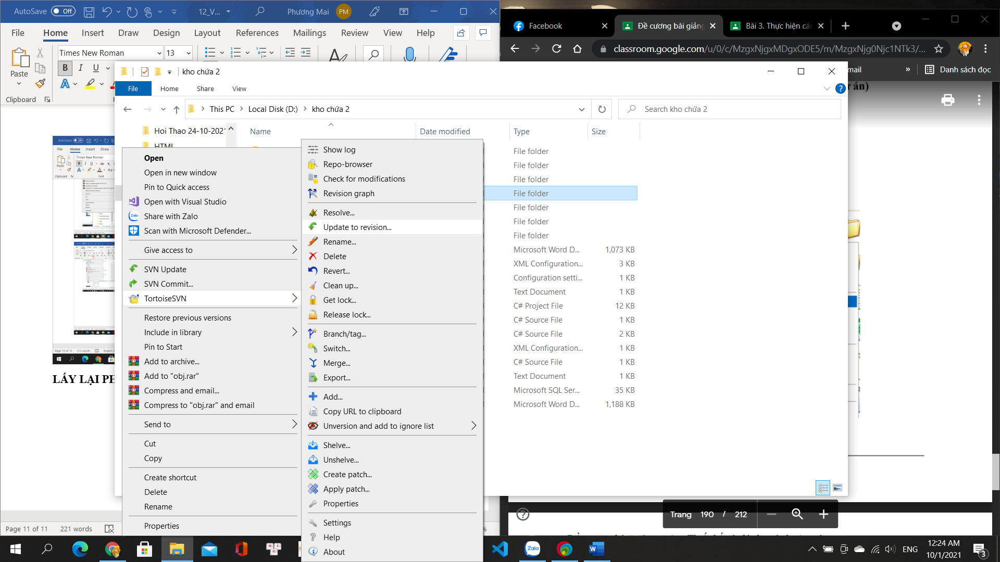 AutoSave Off 12_V... Phương Mai PM
File Home Insert Draw Design Layout References Mailings Review View Help
Times New Roman 13
Paste
B I U
Clipboard
Facebook
Đề cương bài giảng
Bài 3. Thực hiện các
classroom.google.com/u/0/c/MzgxNjgxMDgxODE5/m/MzgxNjg0Njc1NTk3/...
mail » Danh sách đọc
r án)
kho chứa 2
File Home Share View
This PC Local Disk (D:) kho chứa 2
Search kho chứa 2
Hoi Thao 24-10-2021
HTML
Name Date modified Type Size
File folder
File folder
File folder
File folder
File folder
File folder
File folder
Microsoft Word D... 1,073 KB
XML Configuration... 3 KB
Configuration setti... 1 KB
Text Document 1 KB
C# Project File 12 KB
C# Source File 1 KB
C# Source File 2 KB
XML Configuration... 1 KB
C# Source File 1 KB
Text Document 1 KB
Microsoft SQL Ser... 35 KB
Microsoft Word D... 1,188 KB
Open
Open in new window
Pin to Quick access
Open with Visual Studio
Zalo Share with Zalo
Scan with Microsoft Defender...
Give access to
SVN Update
SVN Commit...
TortoiseSVN
Restore previous versions
Include in library
Pin to Start
Add to archive...
Add to "obj.rar"
Compress and email...
Compress to "obj.rar" and email
Send to
Cut
Copy
Create shortcut
Delete
Rename
Properties
Show log
Repo-browser
Check for modifications
Revision graph
Resolve...
Update to revision...
Rename...
Delete
Revert...
Clean up...
Get lock...
Release lock...
Branch/tag...
Switch...
Merge...
Export...
Add...
Copy URL to clipboard
Unversion and add to ignore list
Shelve...
Unshelve...
Create patch...
Apply patch...
Properties
Settings
Help
About
LẤY LẠI PH
Page 11 of 11 221 words
%
Trang 190 / 212
Zalo
ENG
12:24 AM
10/1/2021
3